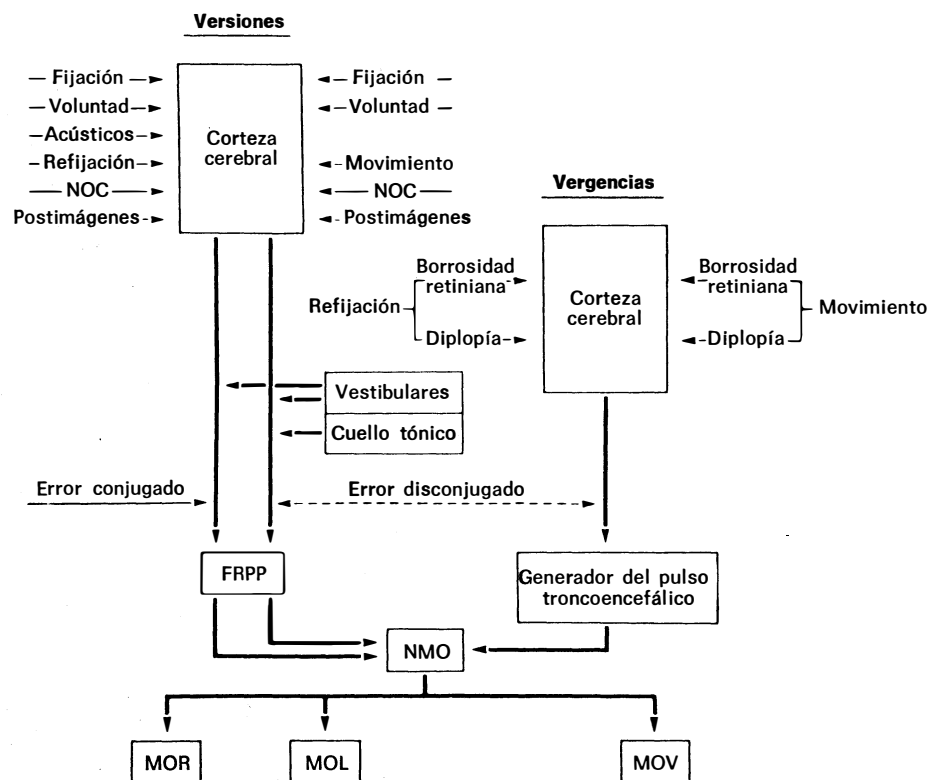 Versiones
Fijación
Voluntad
Acústicos
Refijación
NOC
Postimágenes
Corteza
cerebral
Fijación
Voluntad
Movimiento
NOC
Postimágenes
Vergencias
Refijación
Borrosidad
retiniana
Diplopía
Corteza
cerebral
Borrosidad
retiniana
Diplopía
Movimiento
Vestibulares
Cuello tónico
Error conjugado
Error disconjugado
FRPP
Generador del pulso
troncoencefálico
NMO
MOR
MOL
MOV